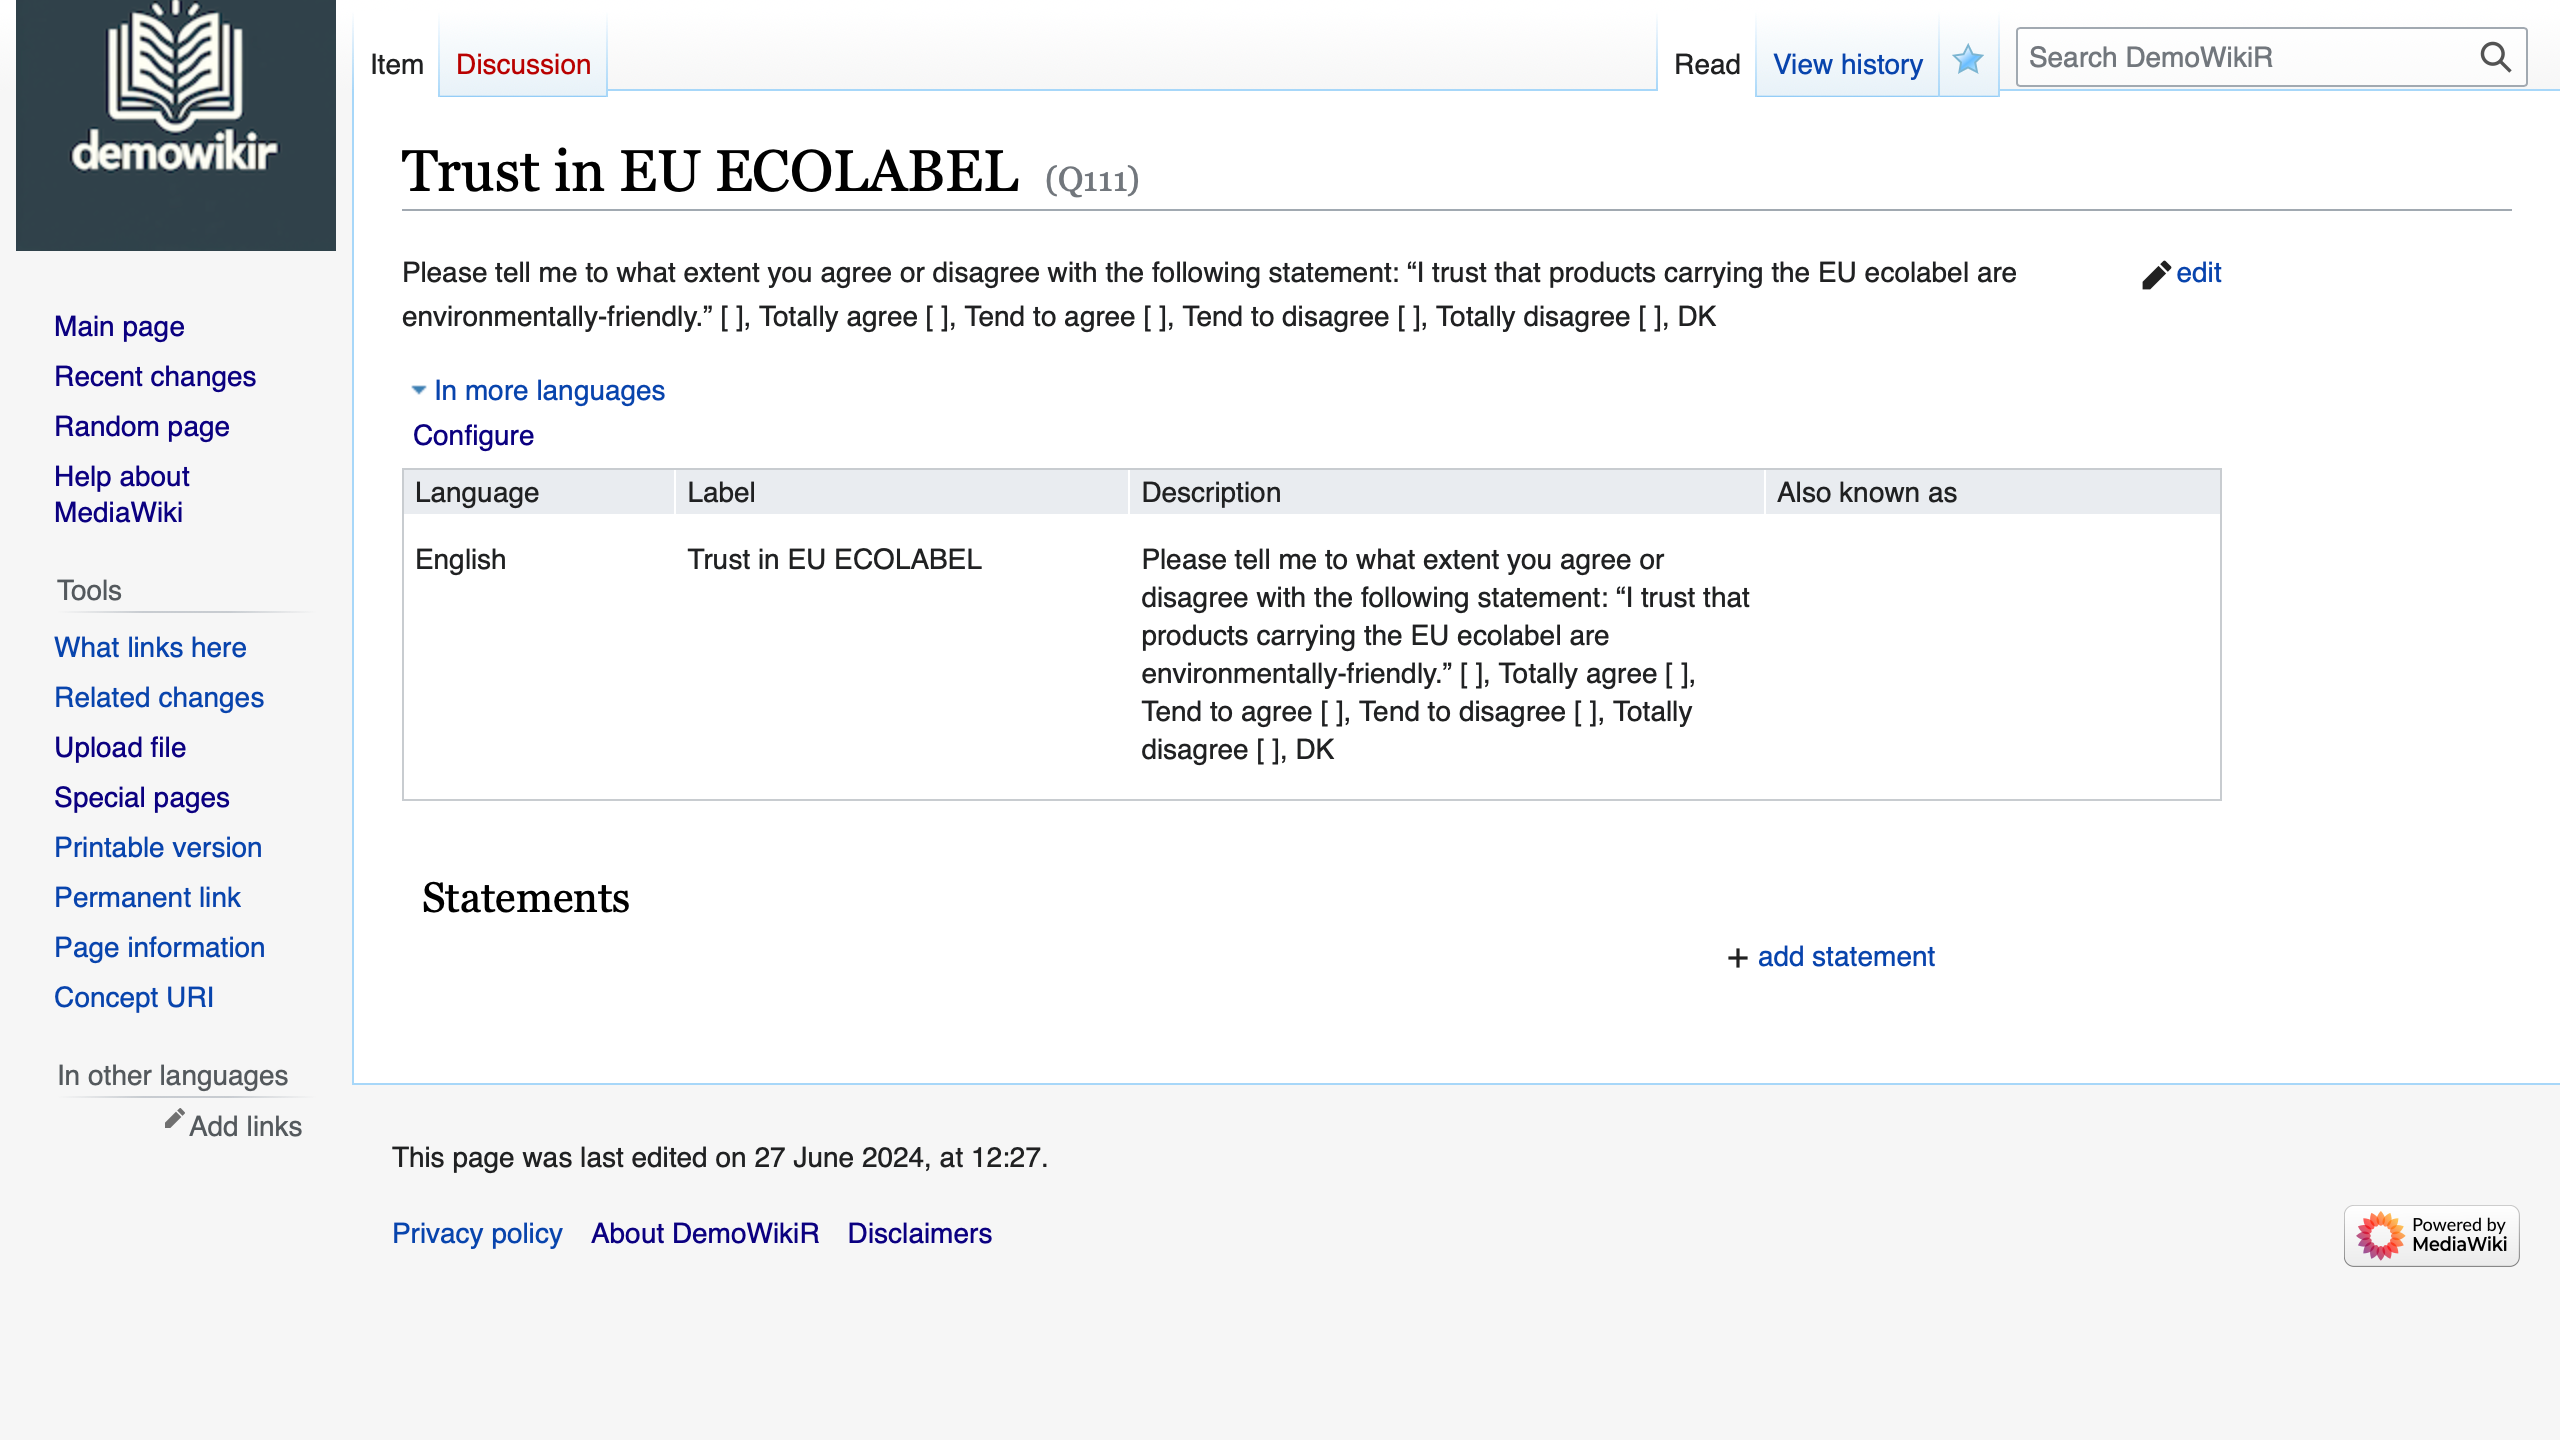 demowikir
Item
Discussion
Read
View history
Search DemoWikiR
Trust in EU ECOLABEL (Q111)
Please tell me to what extent you agree or disagree with the following statement: “I trust that products carrying the EU ecolabel are
environmentally-friendly.” [ ], Totally agree [ ], Tend to agree [ ], Tend to disagree [ ], Totally disagree [ ], DK
edit
In more languages
Configure
Language Label Description Also known as
English
Trust in EU ECOLABEL
Please tell me to what extent you agree or
disagree with the following statement: “I trust that
products carrying the EU ecolabel are
environmentally-friendly.” [ ], Totally agree [ ],
Tend to agree [ ], Tend to disagree [ ], Totally
disagree [ ], DK
Statements
+ add statement
Main page
Recent changes
Random page
Help about
MediaWiki
Tools
What links here
Related changes
Upload file
Special pages
Printable version
Permanent link
Page information
Concept URI
In other languages
Add links
This page was last edited on 27 June 2024, at 12:27.
Privacy policy
About DemoWikiR
Disclaimers
Powered by
MediaWiki